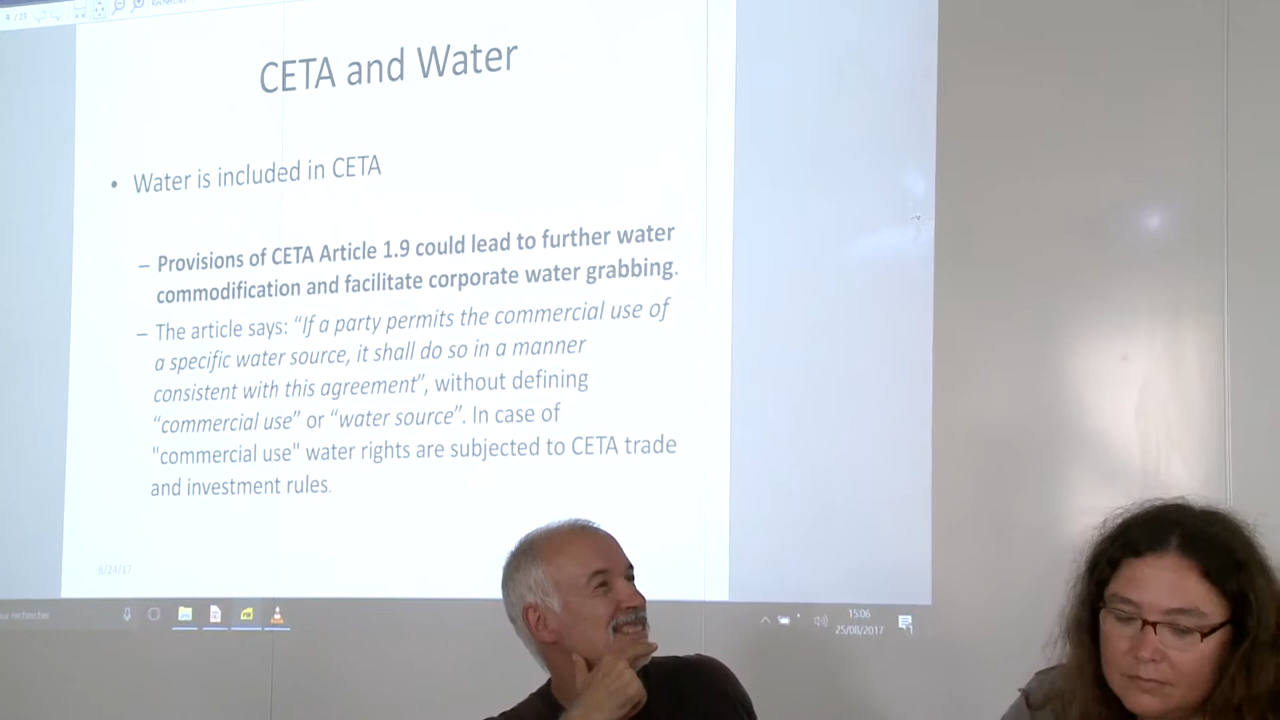 9 / 23
CETA and Water
• Water is included in CETA
– Provisions of CETA Article 1.9 could lead to further water
commodification and facilitate corporate water grabbing.
– The article says: “If a party permits the commercial use of
a specific water source, it shall do so in a manner
consistent with this agreement”, without defining
“commercial use” or “water source”. In case of
"commercial use" water rights are subjected to CETA trade
and investment rules.
8/24/17
15:06
25/08/2017